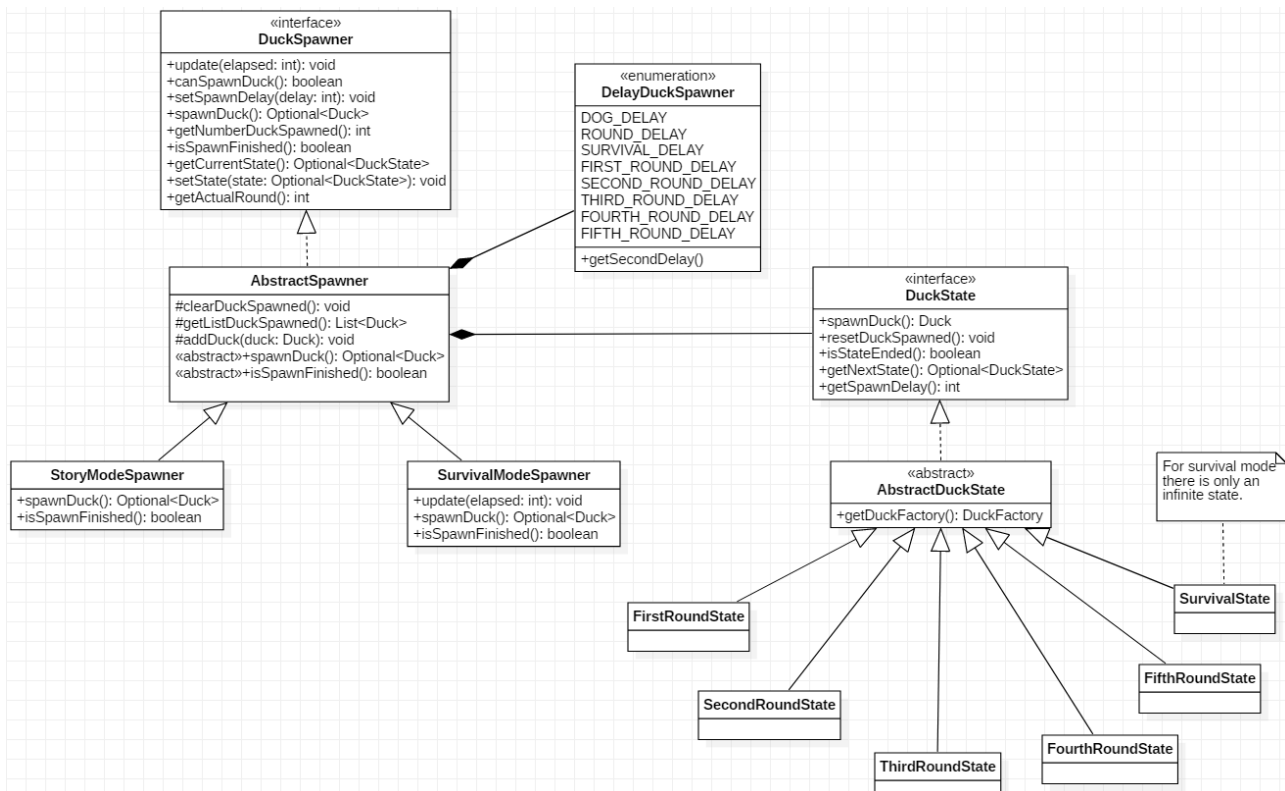 «interface»
DuckSpawner
+update(elapsed: int): void
+canSpawnDuck(): boolean
+setSpawnDelay(delay: int): void
+spawnDuck(): Optional<Duck>
+getNumberDuckSpawned(): int
+isSpawnFinished(): boolean
+getCurrentState(): Optional<DuckState>
+setState(state: Optional<DuckState>): void
+getActualRound(): int
«enumeration»
DelayDuckSpawner
DOG_DELAY
ROUND_DELAY
SURVIVAL_DELAY
FIRST_ROUND_DELAY
SECOND_ROUND_DELAY
THIRD_ROUND_DELAY
FOURTH_ROUND_DELAY
FIFTH_ROUND_DELAY
+getSecondDelay()
AbstractSpawner
#clearDuckSpawned(): void
#getListDuckSpawned(): List<Duck>
#addDuck(duck: Duck): void
«abstract»+spawnDuck(): Optional<Duck>
«abstract»+isSpawnFinished(): boolean
«interface»
DuckState
+spawnDuck(): Duck
+resetDuckSpawned(): void
+isStateEnded(): boolean
+getNextState(): Optional<DuckState>
+getSpawnDelay(): int
StoryModeSpawner
+spawnDuck(): Optional<Duck>
+isSpawnFinished(): boolean
SurvivalModeSpawner
+update(elapsed: int): void
+spawnDuck(): Optional<Duck>
+isSpawnFinished(): boolean
«abstract»
AbstractDuckState
+getDuckFactory(): DuckFactory
For survival mode
there is only an
infinite state.
FirstRoundState
SurvivalState
SecondRoundState
FifthRoundState
ThirdRoundState
FourthRoundState